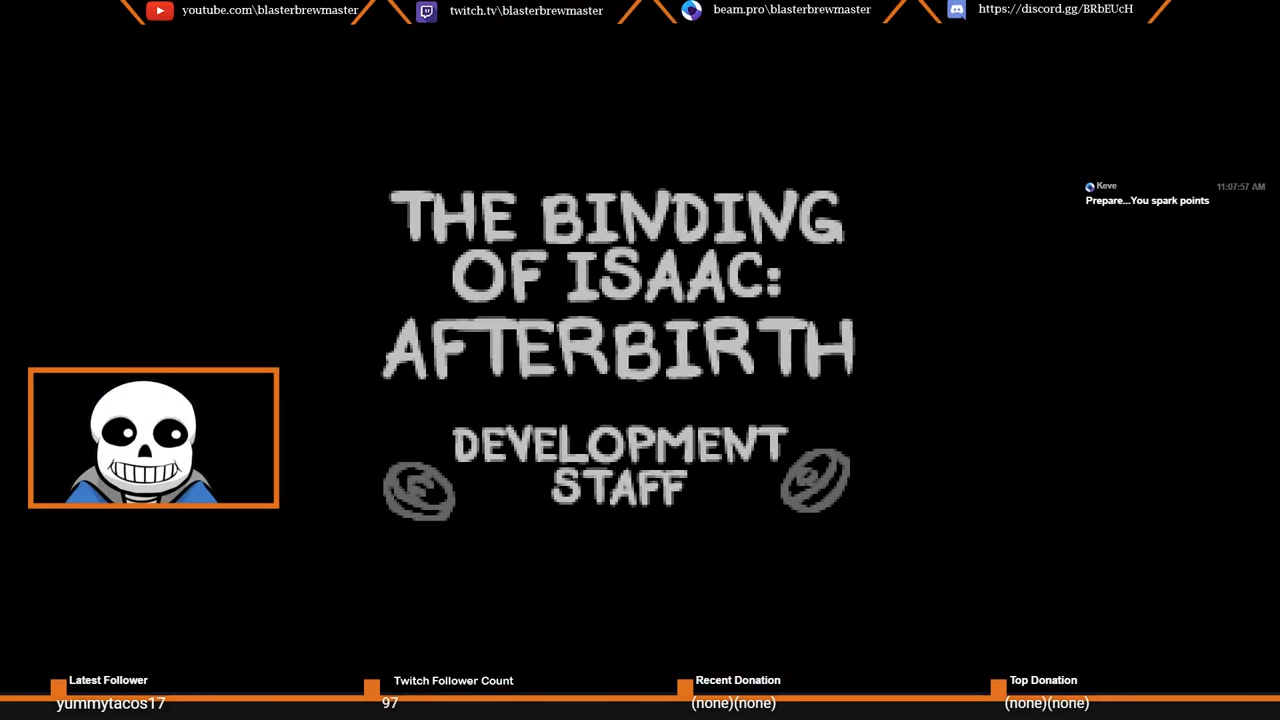 youtube.com\blasterbrewmaster
twitch.tv\blasterbrewmaster
beam.pro\blasterbrewmaster
https://discord.gg/BRbEUcH
Keve
11:07:57 AM
Prepare...You spark points
THE BINDING
OF ISAAC:
AFTERBIRTH
DEVELOPMENT
STAFF
Latest Follower
yummytacos17
Twitch Follower Count
97
Recent Donation
(none)(none)
Top Donation
(none)(none)